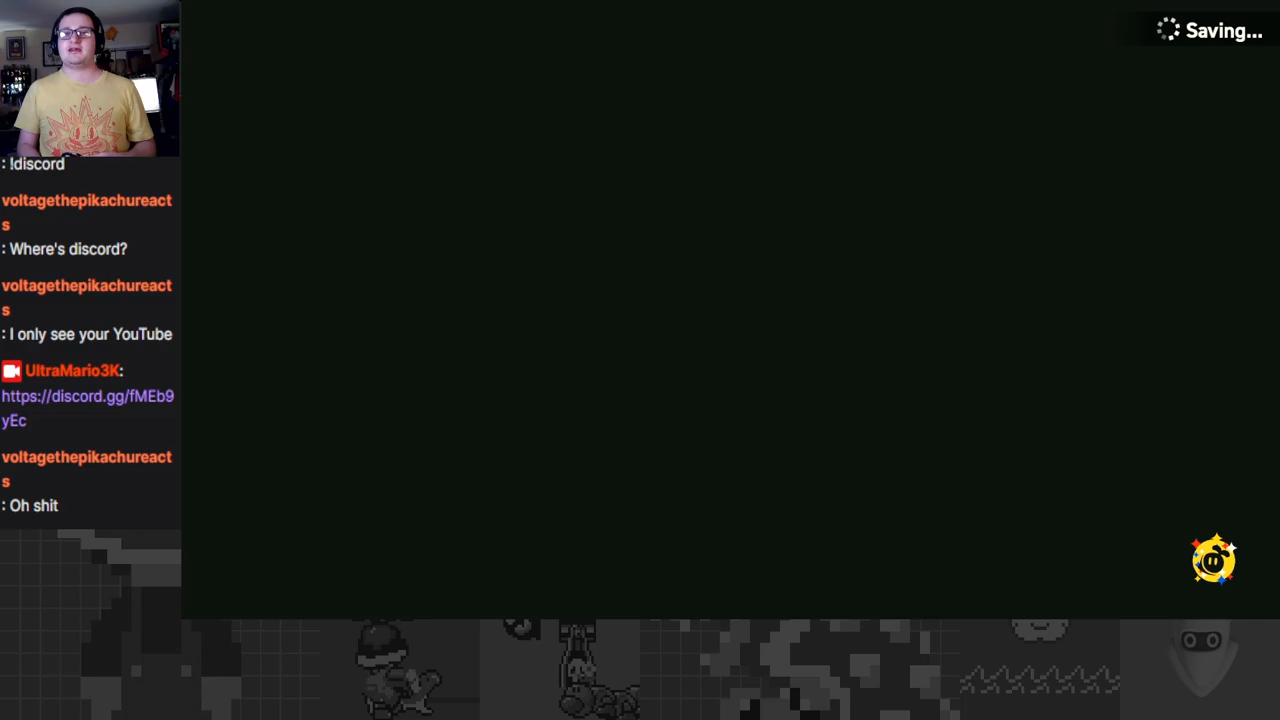 Saving...
: !discord
voltagethepikachureact
s
: Where's discord?
voltagethepikachureact
s
: I only see your YouTube
UltraMario3K:
https://discord.gg/fMEb9
yEc
voltagethepikachureact
s
: Oh shit